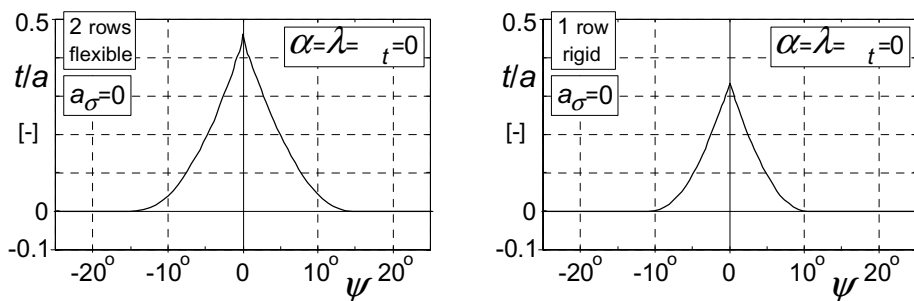 0.5
2 rows
flexible
α=λ= t=0
t/a
aσ=0
[-]
0
-0.1
-20° -10° 0 10° 20°
ψ
0.5
1 row
rigid
α=λ= t=0
t/a
aσ=0
[-]
0
-0.1
-20° -10° 0 10° 20°
ψ